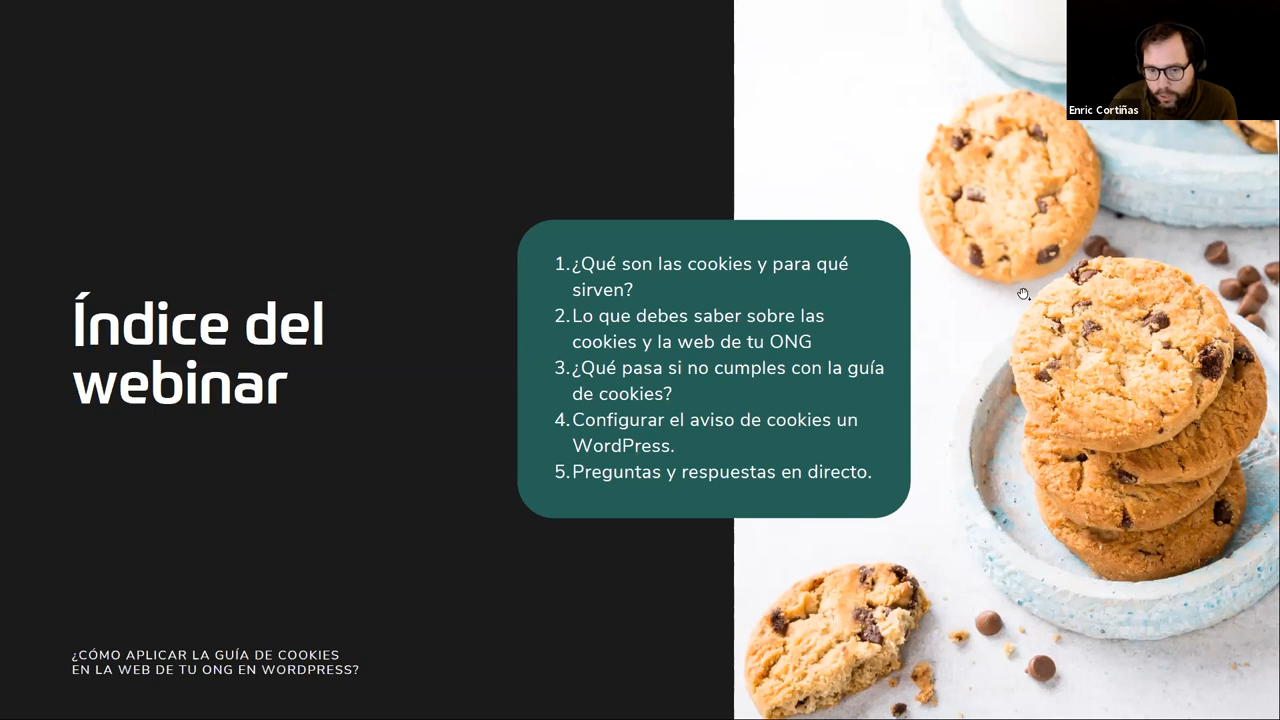 Enric Cortiñas
Índice del
webinar
1.¿Qué son las cookies y para qué
sirven?
2.Lo que debes saber sobre las
cookies y la web de tu ONG
3.¿Qué pasa si no cumples con la guía
de cookies?
4.Configurar el aviso de cookies un
WordPress.
5.Preguntas y respuestas en directo.
¿CÓMO APLICAR LA GUÍA DE COOKIES
EN LA WEB DE TU ONG EN WORDPRESS?